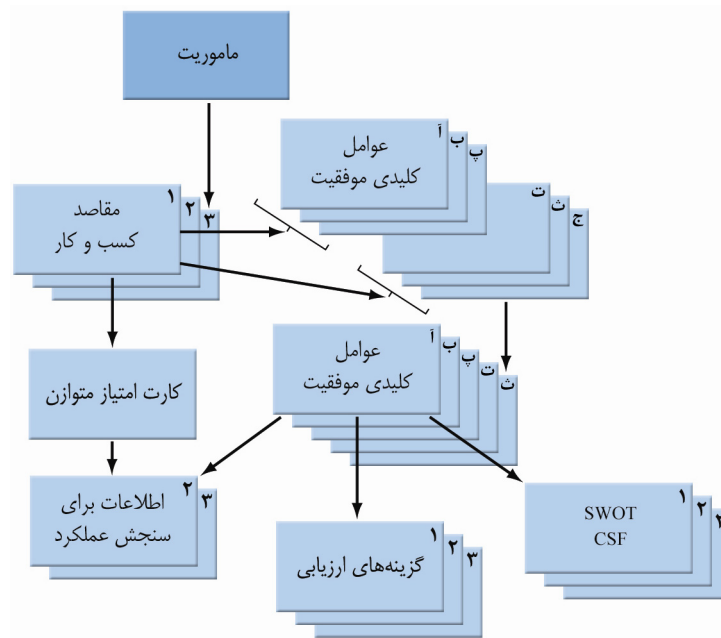 ماموریت
عوامل
کلیدی موفقیت
آ
ب
پ
ت
ث
ج
مقاصد
کسب و کار
۱
۲
۳
عوامل
کلیدی موفقیت
آ
ب
پ
ت
ث
کارت امتیاز متوازن
اطلاعات برای
سنجش عملکرد
۲
۳
گزینه‌های ارزیابی
۱
۲
۳
SWOT
CSF
۱
۲